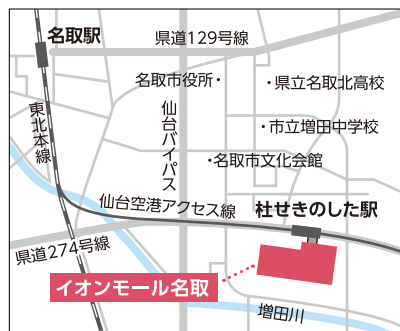 県道129号線
名取駅
名取市役所
県立名取北高校
市立増田中学校
名取市文化会館
東北本線
仙台バイパス
仙台空港アクセス線
杜せきのした駅
県道274号線
イオンモール名取
増田川